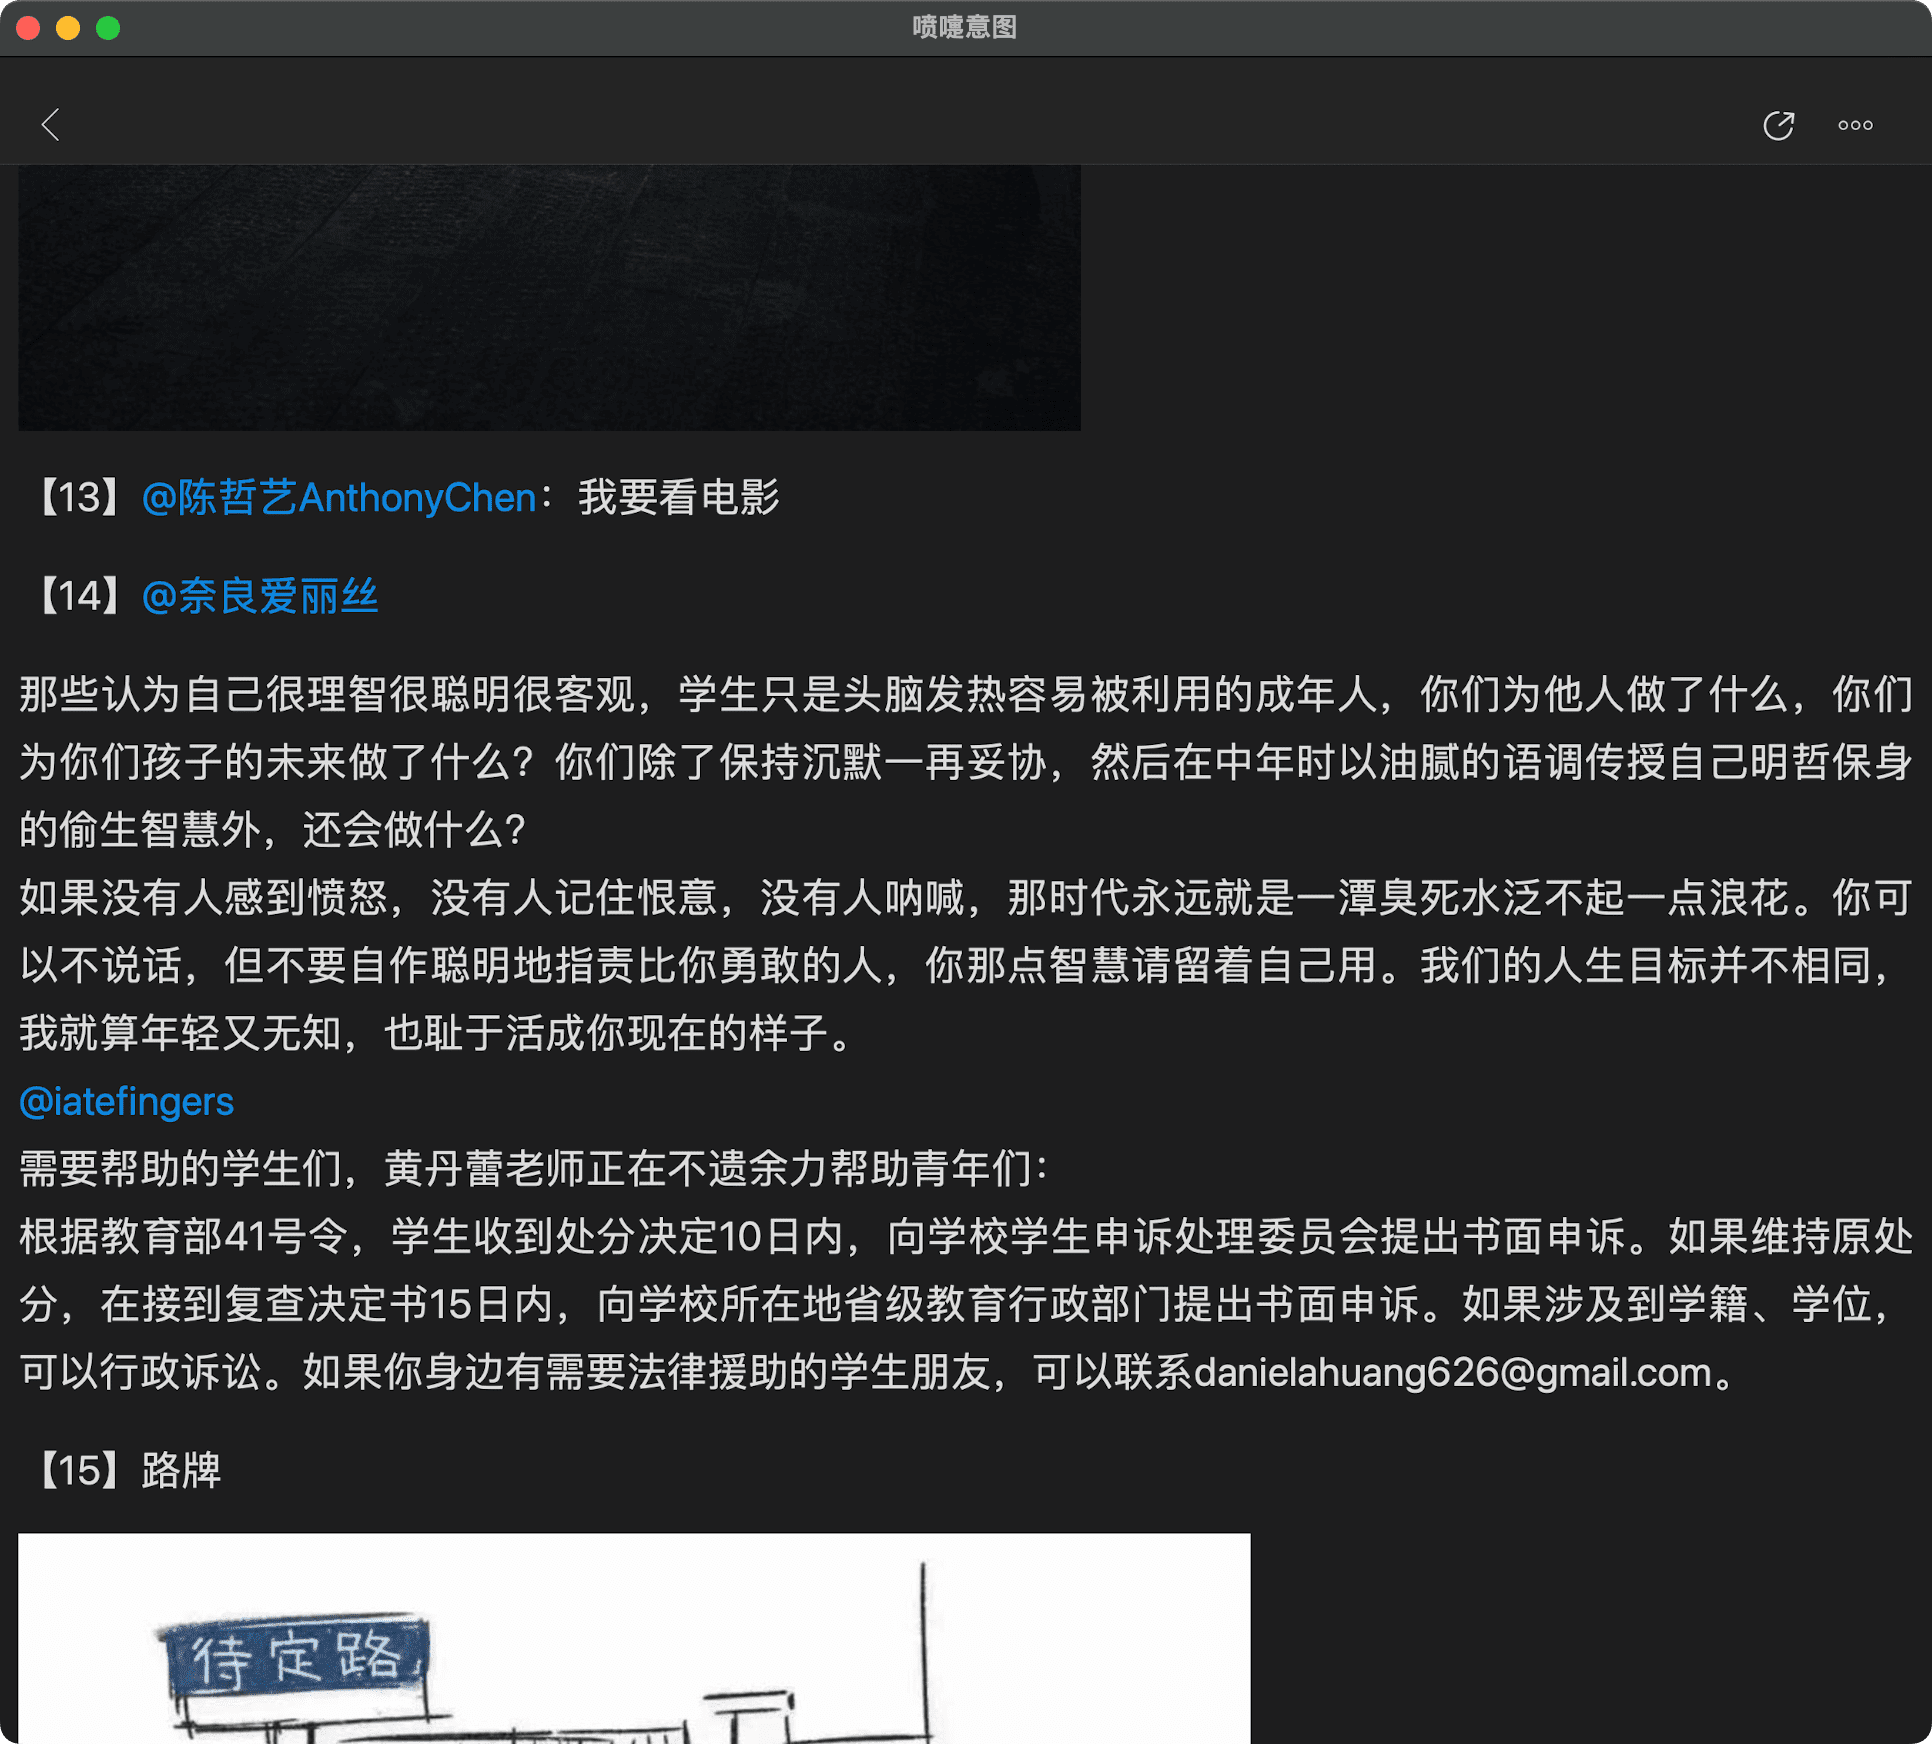 喷嚏意图
【13】@陈哲艺AnthonyChen：我要看电影
【14】@奈良爱丽丝
那些认为自己很理智很聪明很客观，学生只是头脑发热容易被利用的成年人，你们为他人做了什么，你们
为你们孩子的未来做了什么？你们除了保持沉默一再妥协，然后在中年时以油腻的语调传授自己明哲保身
的偷生智慧外，还会做什么？
如果没有人感到愤怒，没有人记住恨意，没有人呐喊，那时代永远就是一潭臭死水泛不起一点浪花。你可
以不说话，但不要自作聪明地指责比你勇敢的人，你那点智慧请留着自己用。我们的人生目标并不相同，
我就算年轻又无知，也耻于活成你现在的样子。
@iatefingers
需要帮助的学生们，黄丹蕾老师正在不遗余力帮助青年们：
根据教育部41号令，学生收到处分决定10日内，向学校学生申诉处理委员会提出书面申诉。如果维持原处
分，在接到复查决定书15日内，向学校所在地省级教育行政部门提出书面申诉。如果涉及到学籍、学位，
可以行政诉讼。如果你身边有需要法律援助的学生朋友，可以联系danielahuang626@gmail.com。
【15】路牌
待定路